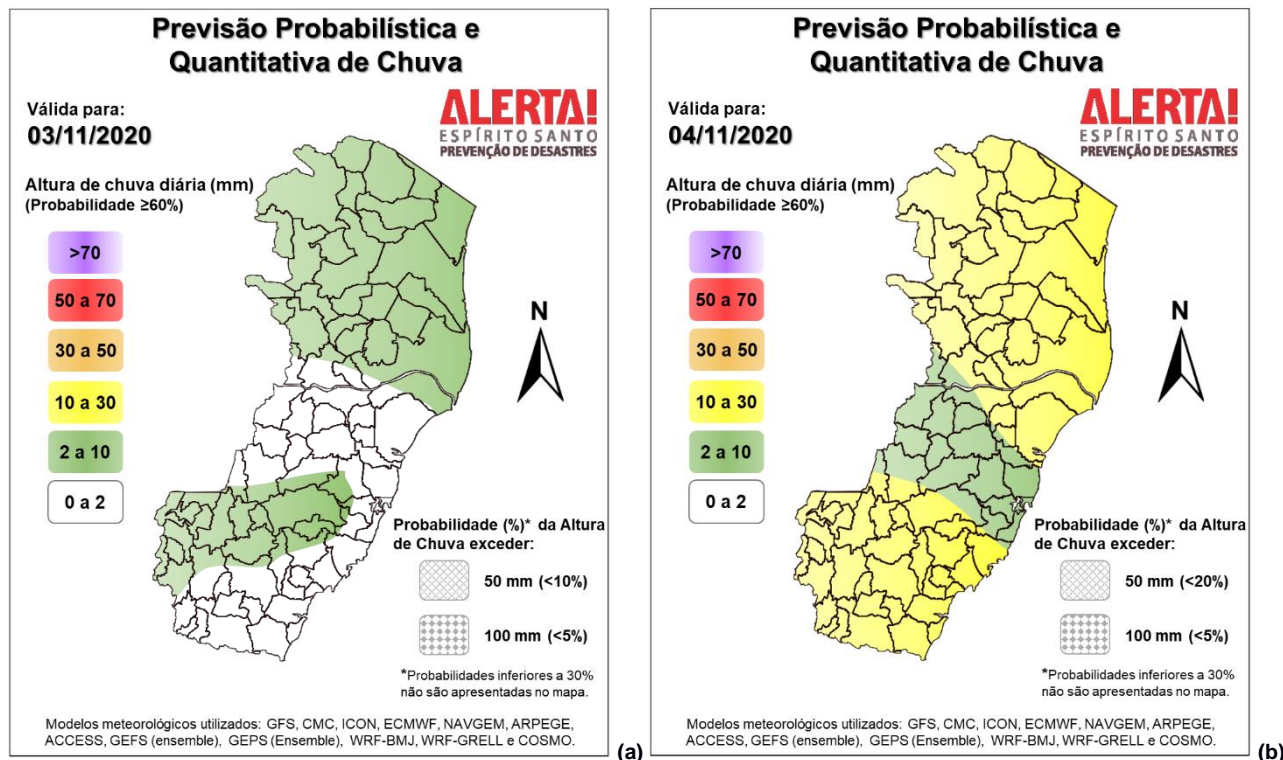 Previsão Probabilística e
Quantitativa de Chuva
Válida para:
03/11/2020
ALERTA!
ESPÍRITO SANTO
PREVENÇÃO DE DESASTRES
Altura de chuva diária (mm)
(Probabilidade ≥60%)
>70
50 a 70
30 a 50
10 a 30
2 a 10
0 a 2
N
Probabilidade (%)* da Altura
de Chuva exceder:
50 mm (<10%)
100 mm (<5%)
*Probabilidades inferiores a 30%
não são apresentadas no mapa.
Modelos meteorológicos utilizados: GFS, CMC, ICON, ECMWF, NAVGEM, ARPEGE,
ACCESS, GEFS (ensemble), GEPS (Ensemble), WRF-BMJ, WRF-GRELL e COSMO.
(a)
Previsão Probabilística e
Quantitativa de Chuva
Válida para:
04/11/2020
ALERTA!
ESPÍRITO SANTO
PREVENÇÃO DE DESASTRES
Altura de chuva diária (mm)
(Probabilidade ≥60%)
>70
50 a 70
30 a 50
10 a 30
2 a 10
0 a 2
N
Probabilidade (%)* da Altura
de Chuva exceder:
50 mm (<20%)
100 mm (<5%)
*Probabilidades inferiores a 30%
não são apresentadas no mapa.
Modelos meteorológicos utilizados: GFS, CMC, ICON, ECMWF, NAVGEM, ARPEGE,
ACCESS, GEFS (ensemble), GEPS (Ensemble), WRF-BMJ, WRF-GRELL e COSMO.
(b)